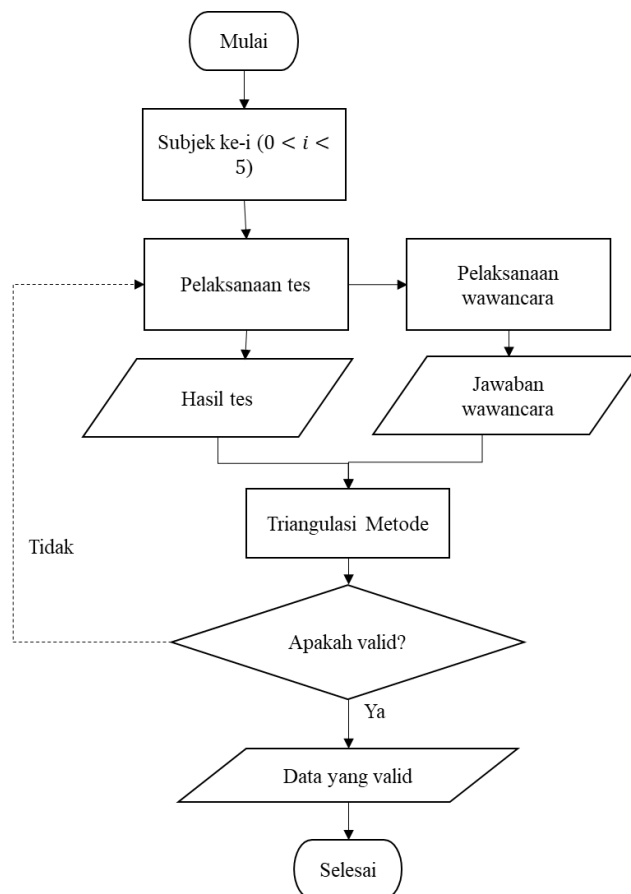 Mulai
Subjek ke-i (0 < 𝑖 <
5)
Pelaksanaan tes
Pelaksanaan
wawancara
Hasil tes
Jawaban
wawancara
Triangulasi Metode
Tidak
Apakah valid?
Ya
Data yang valid
Selesai